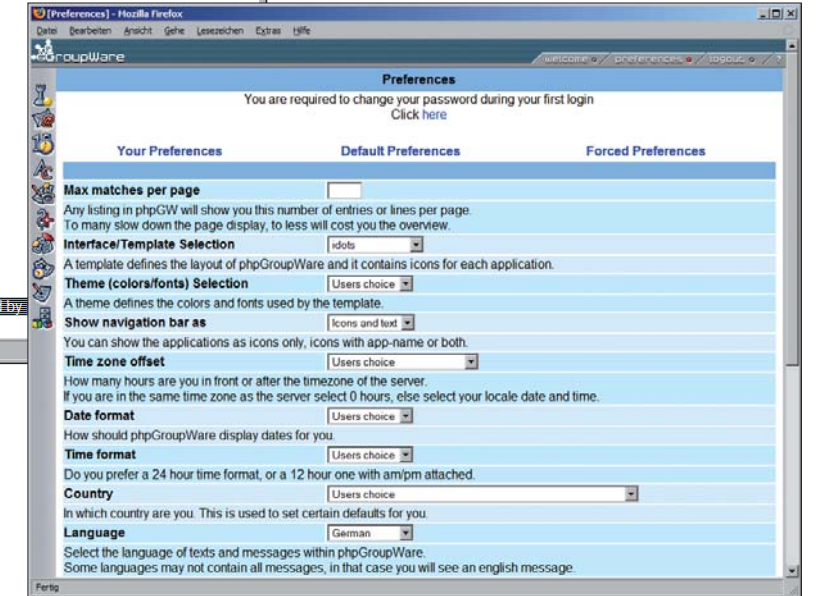 [Preferences] - Mozilla Firefox
Datei Bearbeiten Ansicht Gehe Lesezeichen Extras Hilfe
eGroupWare
welcome preferences logout ?
Preferences
You are required to change your password during your first login
Click here
Your Preferences Default Preferences Forced Preferences
Max matches per page
Any listing in phpGW will show you this number of entries or lines per page.
To many slow down the page display, to less will cost you the overview.
Interface/Template Selection idots
A template defines the layout of phpGroupWare and it contains icons for each application.
Theme (colors/fonts) Selection Users choice
A theme defines the colors and fonts used by the template.
Show navigation bar as Icons and text
by
You can show the applications as icons only, icons with app-name or both.
Time zone offset Users choice
How many hours are you in front or after the timezone of the server.
If you are in the same time zone as the server select 0 hours, else select your locale date and time.
Date format Users choice
How should phpGroupWare display dates for you.
Time format Users choice
Do you prefer a 24 hour time format, or a 12 hour one with am/pm attached.
Country Users choice
In which country are you. This is used to set certain defaults for you.
Language German
Select the language of texts and messages within phpGroupWare.
Some languages may not contain all messages, in that case you will see an english message.
Fertig